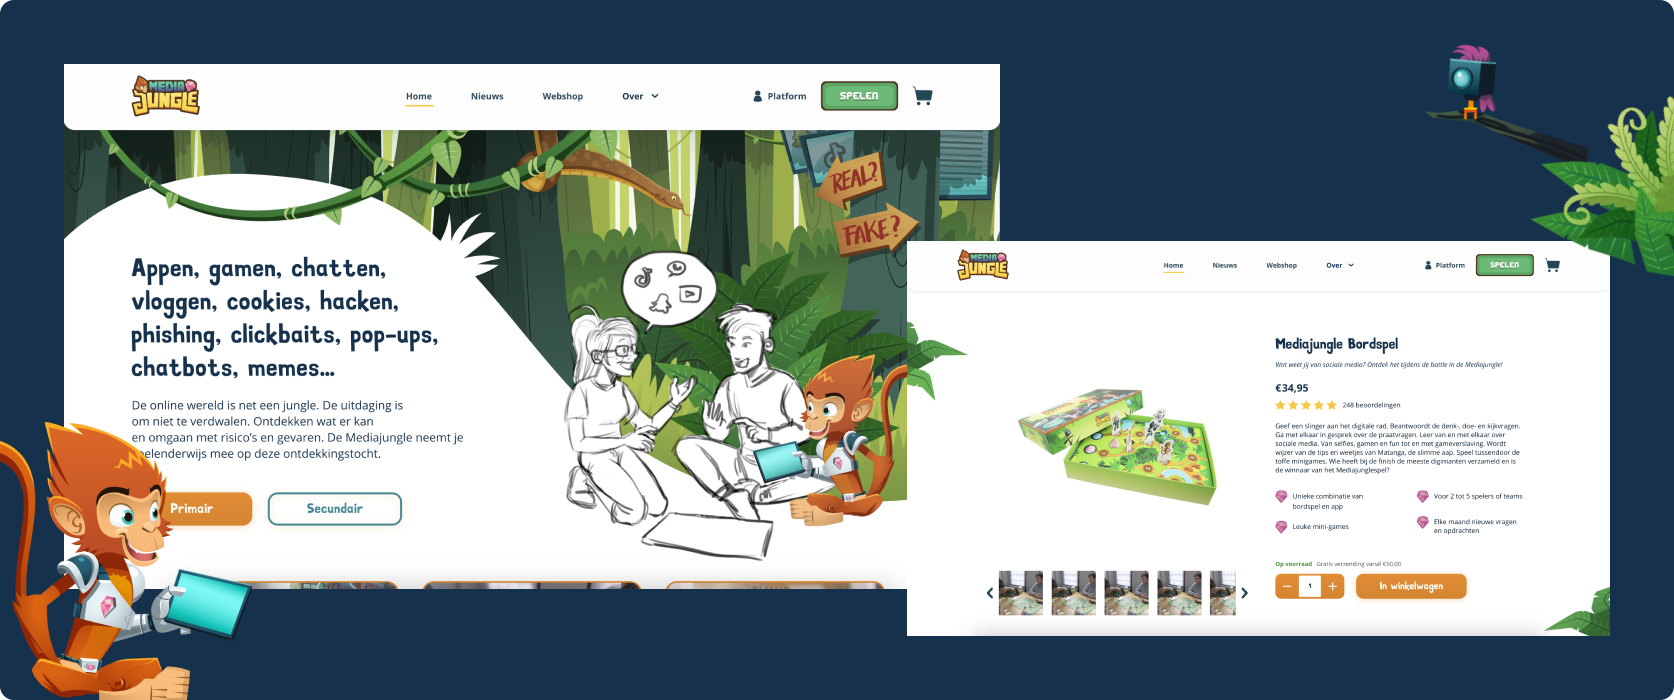 MEDIA
JUNGLE
Home
Nieuws
Webshop
Over
Platform
SPELEN
REAL?
FAKE?
Appen, gamen, chatten,
vloggen, cookies, hacken,
phishing, clickbaits, pop-ups,
chatbots, memes...
De online wereld is net een jungle. De uitdaging is
om niet te verdwalen. Ontdekken wat er kan
en omgaan met risico's en gevaren. De Mediajungle neemt je
elenderwijs mee op deze ontdekkingstocht.
Primair
Secundair
MEDIA
JUNGLE
Home
Nieuws
Webshop
Over
Platform
SPELEN
Mediajungle Bordspel
Wat weet jij van sociale media? Ontdek het tijdens de battle in de Mediajungle!
€34,95
248 beoordelingen
Geef een slinger aan het digitale rad. Beantwoordt de denk-, doe- en kijkvragen.
Ga met elkaar in gesprek over de praatvragen. Leer van en met elkaar over
sociale media. Van selfies, gamen en fun tot en met gameverslaving. Wordt
wijzer van de tips en weetjes van Matanga, de slimme aap. Speel tussendoor de
toffe minigames. Wie heeft bij de finish de meeste digimanten verzameld en is
de winnaar van het Mediajunglespel?
Unieke combinatie van
bordspel en app
Voor 2 tot 5 spelers of teams
Leuke mini-games
Elke maand nieuwe vragen
en opdrachten
Op voorraad Gratis verzending vanaf €50,00
1
In winkelwagen